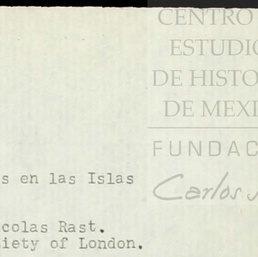 CENTRO
ESTUDIO
DE HISTO
DE MEXI
FUNDAC
Carlos
s en las Islas
colas Rast.
iety of London.